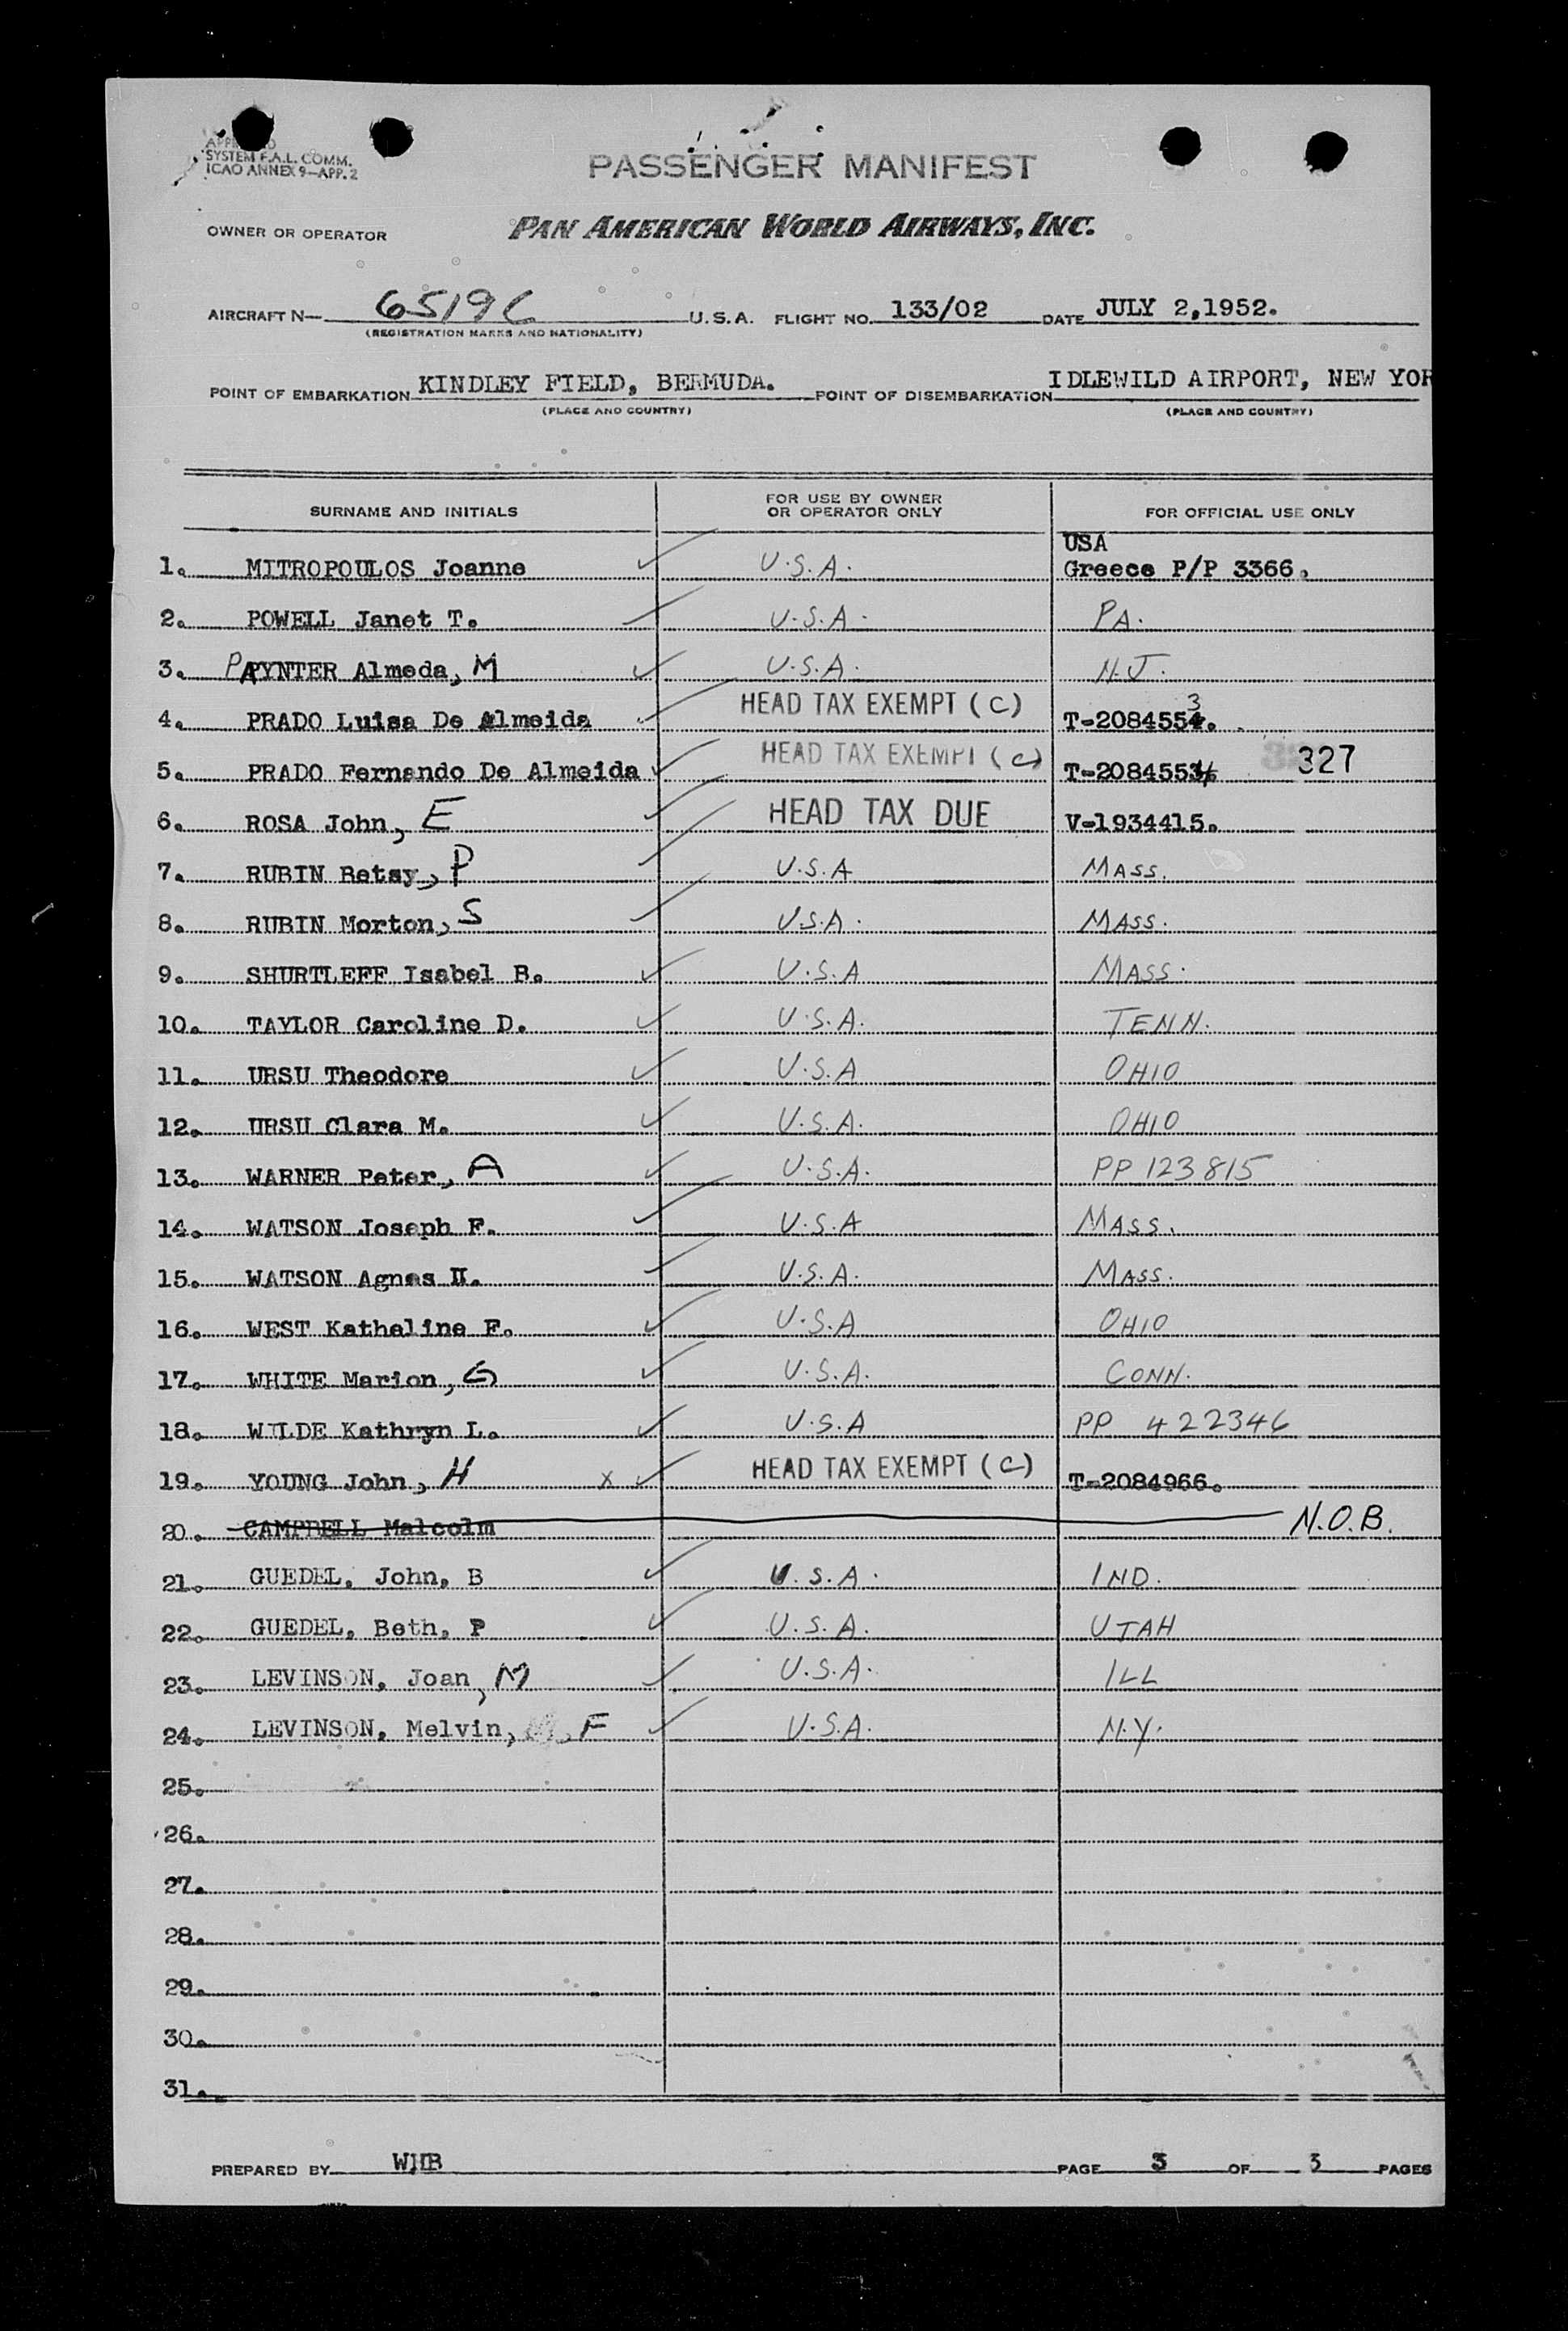 SYSTEM F.A.L. COMM.
ICAO ANNEX 9-APP. 2
PASSENGER MANIFEST
OWNER OR OPERATOR PAN AMERICAN WORLD AIRWAYS, INC.
AIRCRAFT N- 6519C U.S.A. FLIGHT NO. 133/02 DATE JULY 2,1952.
(REGISTRATION MARKS AND NATIONALITY)
POINT OF EMBARKATION KINDLEY FIELD, BERMUDA. POINT OF DISEMBARKATION IDLEWILD AIRPORT, NEW YOR
(PLACE AND COUNTRY) (PLACE AND COUNTRY)
SURNAME AND INITIALS FOR USE BY OWNER OR OPERATOR ONLY FOR OFFICIAL USE ONLY
USA
1. MITROPOULOS Joanne U.S.A. Greece P/P 3366.
2. POWELL Janet T. U.S.A. PA.
3. PAYNTER Almeda, M U.S.A. N.J.
4. PRADO Luisa De Almeida HEAD TAX EXEMPT (C) T-2084553.
5. PRADO Fernando De Almeida HEAD TAX EXEMPT (C) T-2084554 327
6. ROSA John, E HEAD TAX DUE V-1934415.
7. RUBIN Betsy, P U.S.A MASS.
8. RUBIN Morton, S U.S.A. MASS.
9. SHURTLEFF Isabel B. U.S.A MASS.
10. TAYLOR Caroline D. U.S.A. TENN.
11. URSU Theodore U.S.A OHIO
12. URSU Clara M. U.S.A. OHIO
13. WARNER Peter, A U.S.A. PP 123815
14. WATSON Joseph F. U.S.A MASS.
15. WATSON Agnes H. U.S.A. MASS.
16. WEST Katheline F. U.S.A OHIO
17. WHITE Marion, G U.S.A. CONN.
18. WILDE Kathryn L. U.S.A PP 422346
19. YOUNG John, H X HEAD TAX EXEMPT (C) T-2084966.
20. CAMPBELL Malcolm N.O.B.
21. GUEDEL, John, B U.S.A. IND.
22. GUEDEL, Beth, P U.S.A. UTAH
23. LEVINSON, Joan, M U.S.A. ILL
24. LEVINSON, Melvin, F U.S.A. N.Y.
25.
26.
27.
28.
29.
30.
31.
PREPARED BY WHB PAGE 3 OF 3 PAGES